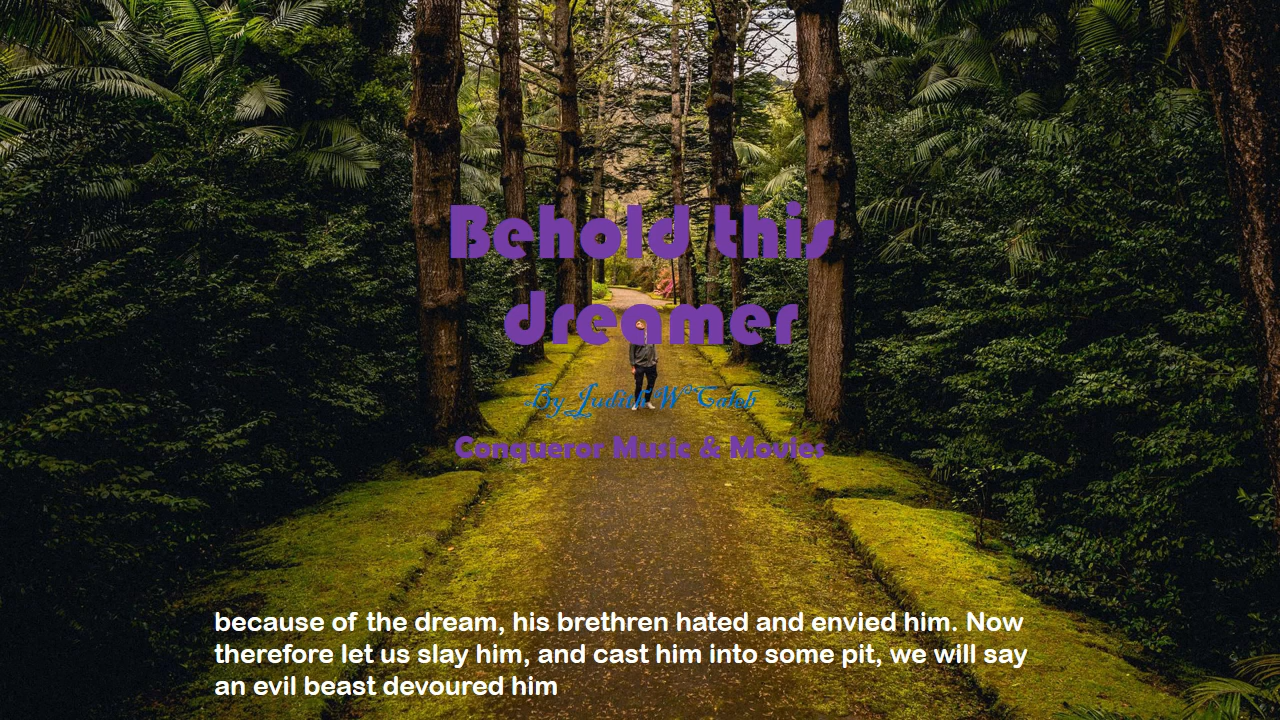 Behold this
dreamer
By Judith W Caleb
Conqueror Music & Movies
because of the dream, his brethren hated and envied him. Now
therefore let us slay him, and cast him into some pit, we will say
an evil beast devoured him